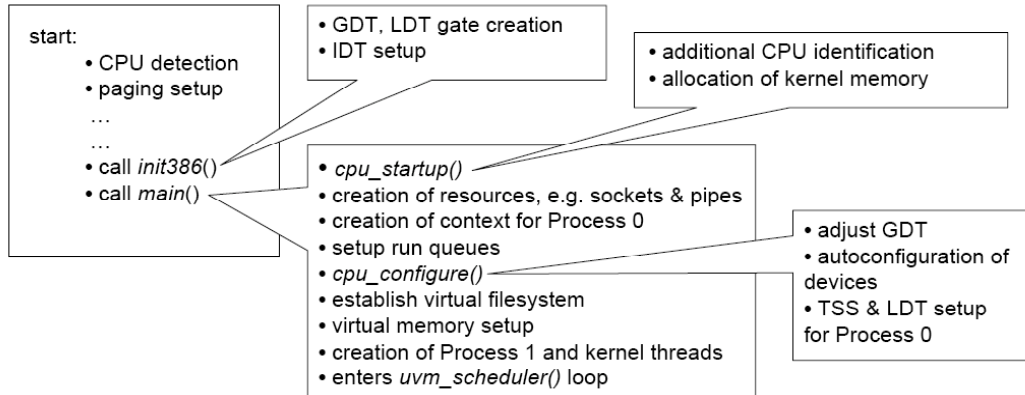 start:
• CPU detection
• paging setup
...
...
• call init386()
• call main()
• GDT, LDT gate creation
• IDT setup
• additional CPU identification
• allocation of kernel memory
• cpu_startup()
• creation of resources, e.g. sockets & pipes
• creation of context for Process 0
• setup run queues
• cpu_configure()
• establish virtual filesystem
• virtual memory setup
• creation of Process 1 and kernel threads
• enters uvm_scheduler() loop
• adjust GDT
• autoconfiguration of
devices
• TSS & LDT setup
for Process 0